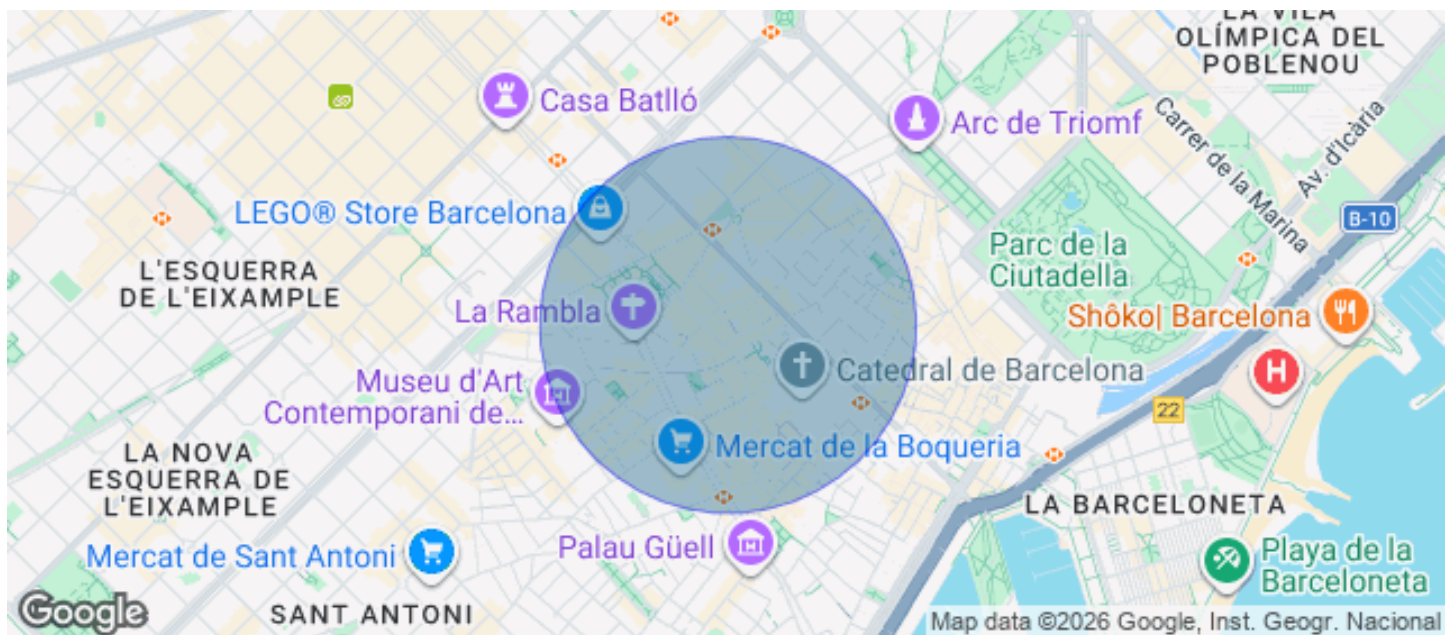 LA VILA
OLÍMPICA DEL
POBLENOU
Casa Batlló
Arc de Triomf
Carrer de la Marina
Av. d'Icària
LEGO® Store Barcelona
B-10
L'ESQUERRA
DE L'EIXAMPLE
Parc de la
Ciutadella
La Rambla
Shôko| Barcelona
H
Museu d'Art
Contemporani de...
Catedral de Barcelona
22
LA NOVA
ESQUERRA DE
L'EIXAMPLE
Mercat de la Boqueria
LA BARCELONETA
Mercat de Sant Antoni
Palau Güell
Playa de la
Barceloneta
Google
SANT ANTONI
Map data ©2026 Google, Inst. Geogr. Nacional